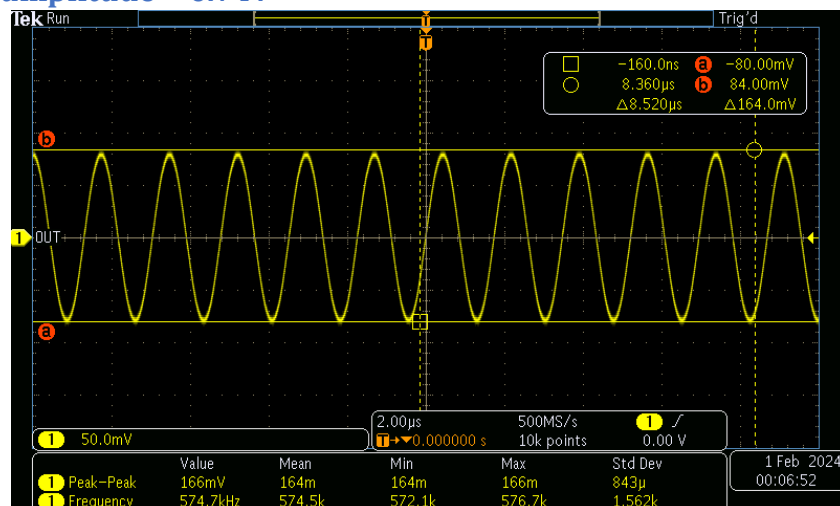 Tek Run
Trig'd
T
T
-160.0ns a -80.00mV
8.360µs b 84.00mV
△8.520µs △164.0mV
b
1 OUT
a
2.00µs 500MS/s 1
T→▼0.000000 s 10k points 0.00 V
1 50.0mV
Value Mean Min Max Std Dev
1 Peak-Peak 166mV 164m 164m 166m 843µ
1 Frequency 574.7kHz 574.5k 572.1k 576.7k 1.562k
1 Feb 2024
00:06:52